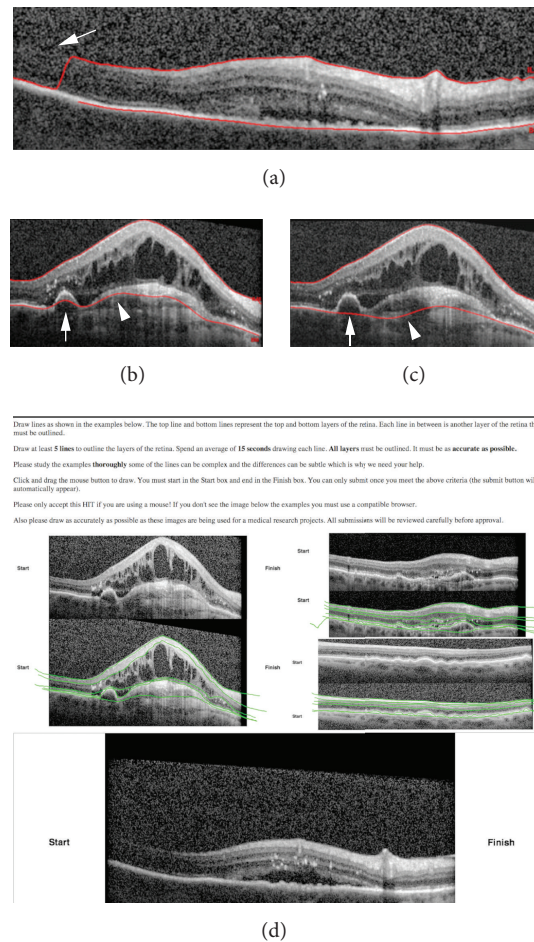 (a)
(b)
(c)
Draw lines as shown in the examples below. The top line and bottom lines represent the top and bottom layers of the retina. Each line in between is another layer of the retina th
must be outlined.
Draw at least 5 lines to outline the layers of the retina. Spend an average of 15 seconds drawing each line. All layers must be outlined. It must be as accurate as possible.
Please study the examples thoroughly some of the lines can be complex and the differences can be subtle which is why we need your help.
Click and drag the mouse button to draw. You must start in the Start box and end in the Finish box. You can only submit once you meet the above criteria (the submit button wil
automatically appear).
Please only accept this HIT if you are using a mouse! If you don't see the image below the examples you must use a compatible browser.
Also please draw as accurately as possible as these images are being used for a medical research projects. All submissions will be reviewed carefully before approval.
Start
Finish
Start
Start
Start
Finish
Start
Start
Start
Finish
(d)